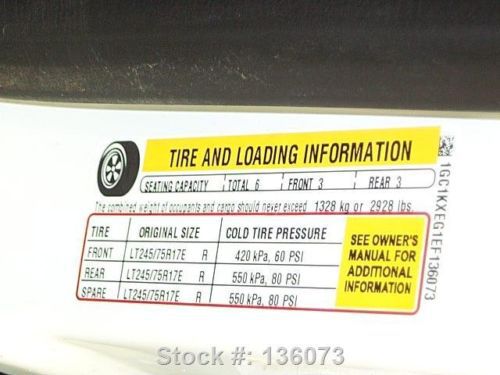 TIRE AND LOADING INFORMATION
SEATING CAPACITY TOTAL 6 FRONT 3 REAR 3
The combined weight of occupants and cargo should never exceed 1328 kg or 2928 lbs.
TIRE ORIGINAL SIZE COLD TIRE PRESSURE
FRONT LT245/75R17E R 420 kPa, 60 PSI
REAR LT245/75R17E R 550 kPa, 80 PSI
SPARE LT245/75R17E R 550 kPa, 80 PSI
SEE OWNER'S
MANUAL FOR
ADDITIONAL
INFORMATION
1GC1KXEG1EF136073
Stock #: 136073